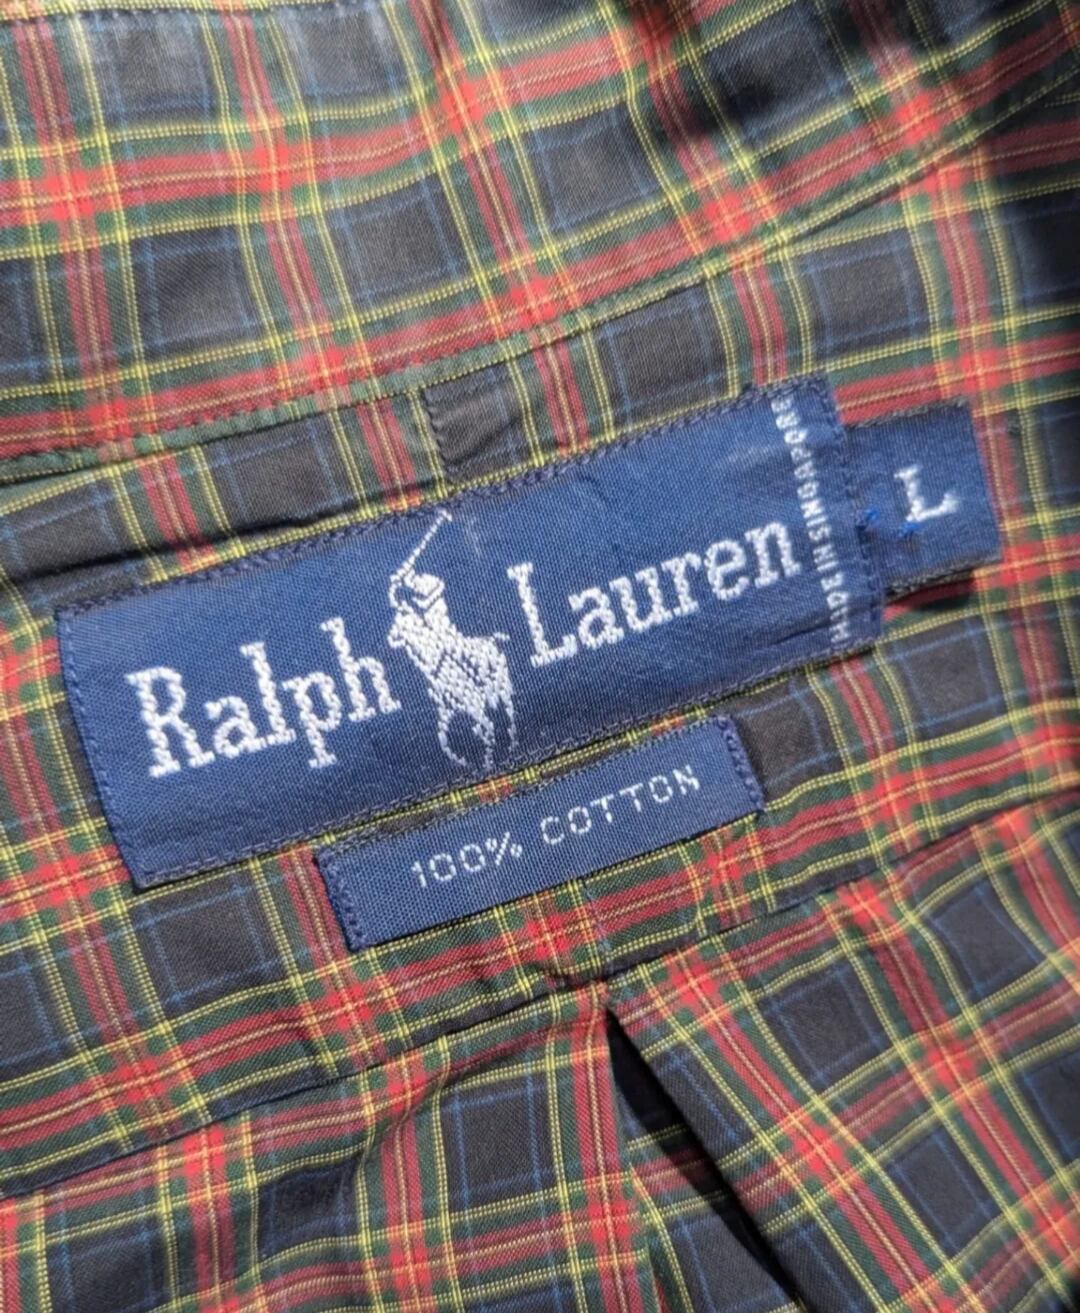 Ralph Lauren
MADE IN SINGAPORE
L
100% COTTON